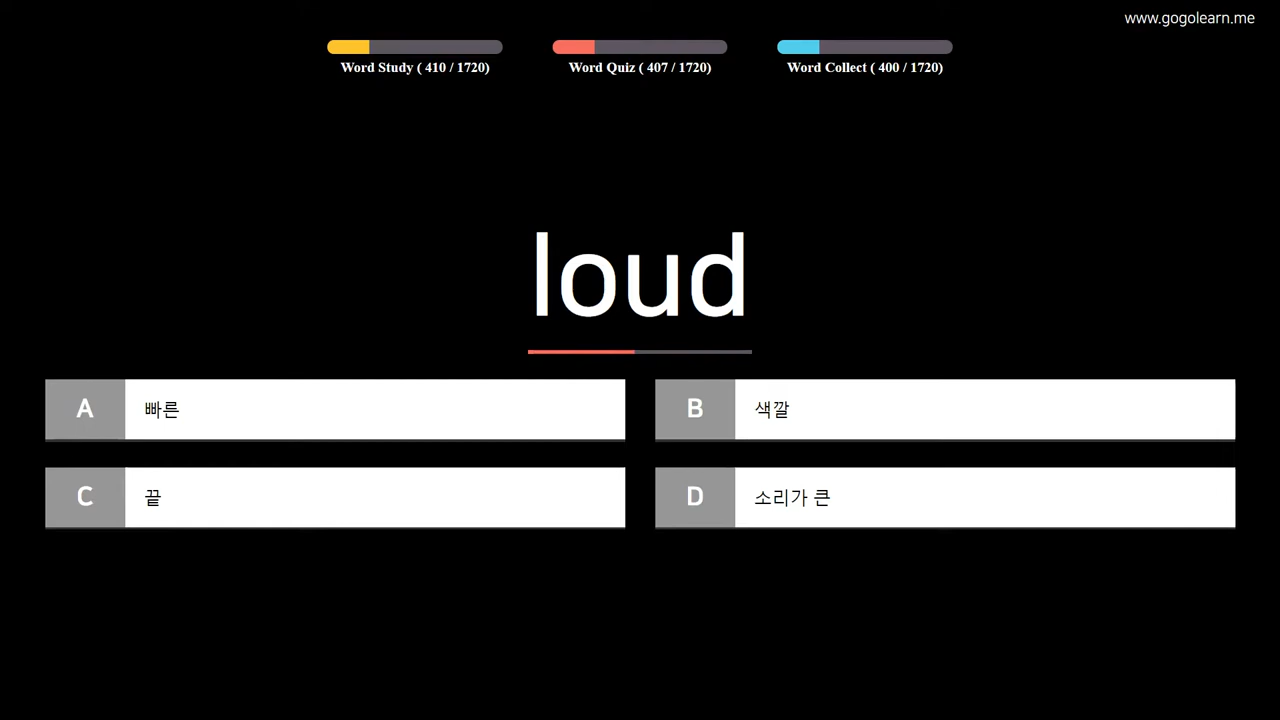 www.gogolearn.me
Word Study ( 410 / 1720)
Word Quiz ( 407 / 1720)
Word Collect ( 400 / 1720)
loud
A 빠른
B 색깔
C 끝
D 소리가 큰